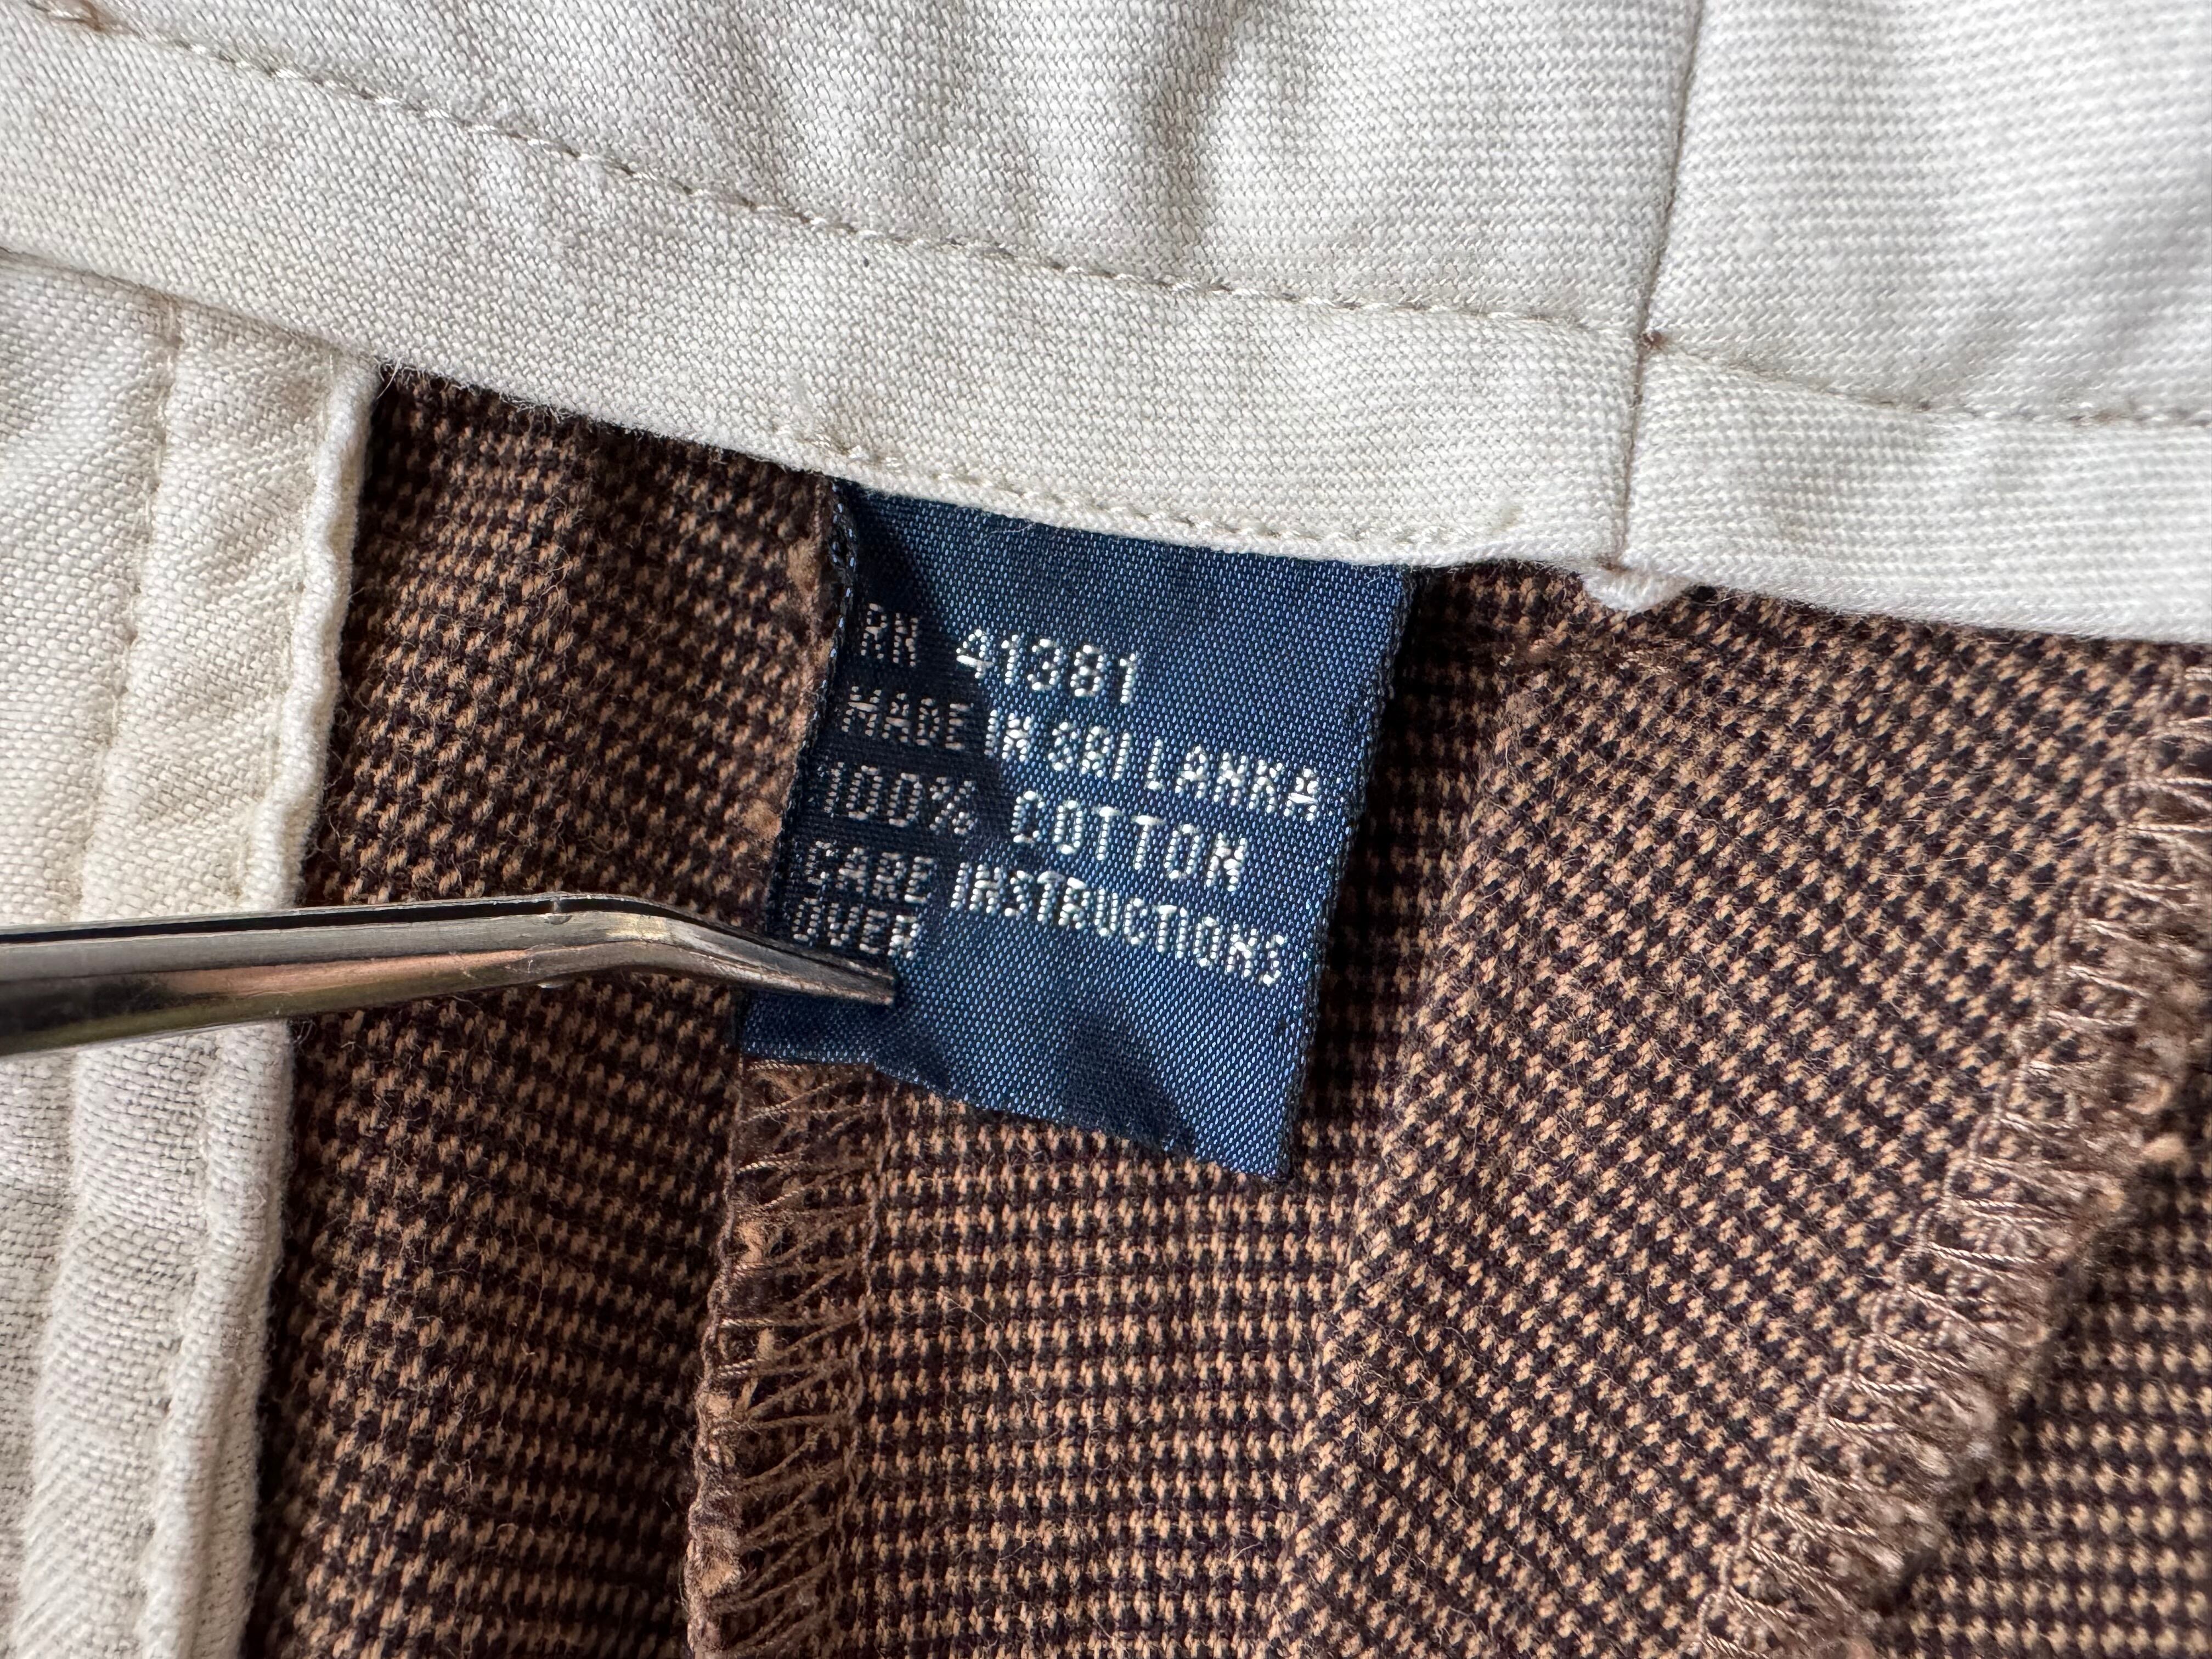 RN 41381
MADE IN SRI LANKA
100% COTTON
CARE INSTRUCTIONS
OVER